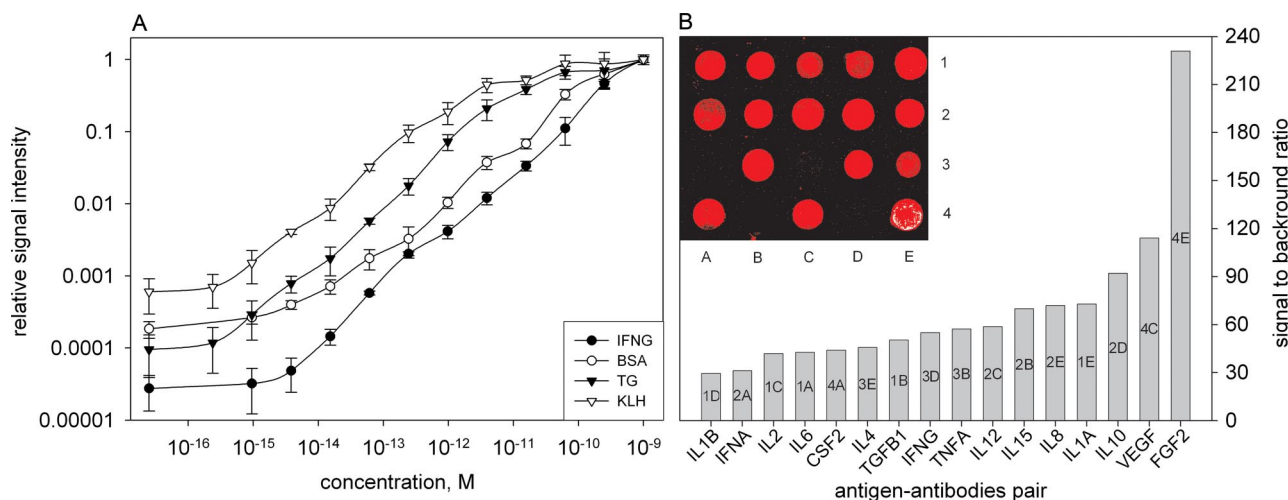 A
relative signal intensity
1
0.1
0.01
0.001
0.0001
0.00001
10-16 10-15 10-14 10-13 10-12 10-11 10-10 10-9
concentration, M
IFNG
BSA
TG
KLH
B
1
2
3
4
A B C D E
240
210
180
150
120
90
60
30
0
signal to backround ratio
1D 2A 1C 1A 4A 3E 1B 3D 3B 2C 2B 2E 1E 2D 4C 4E
IL1B IFNA IL2 IL6 CSF2 IL4 TGFB1 IFNG TNFA IL12 IL15 IL8 IL1A IL10 VEGF FGF2
antigen-antibodies pair